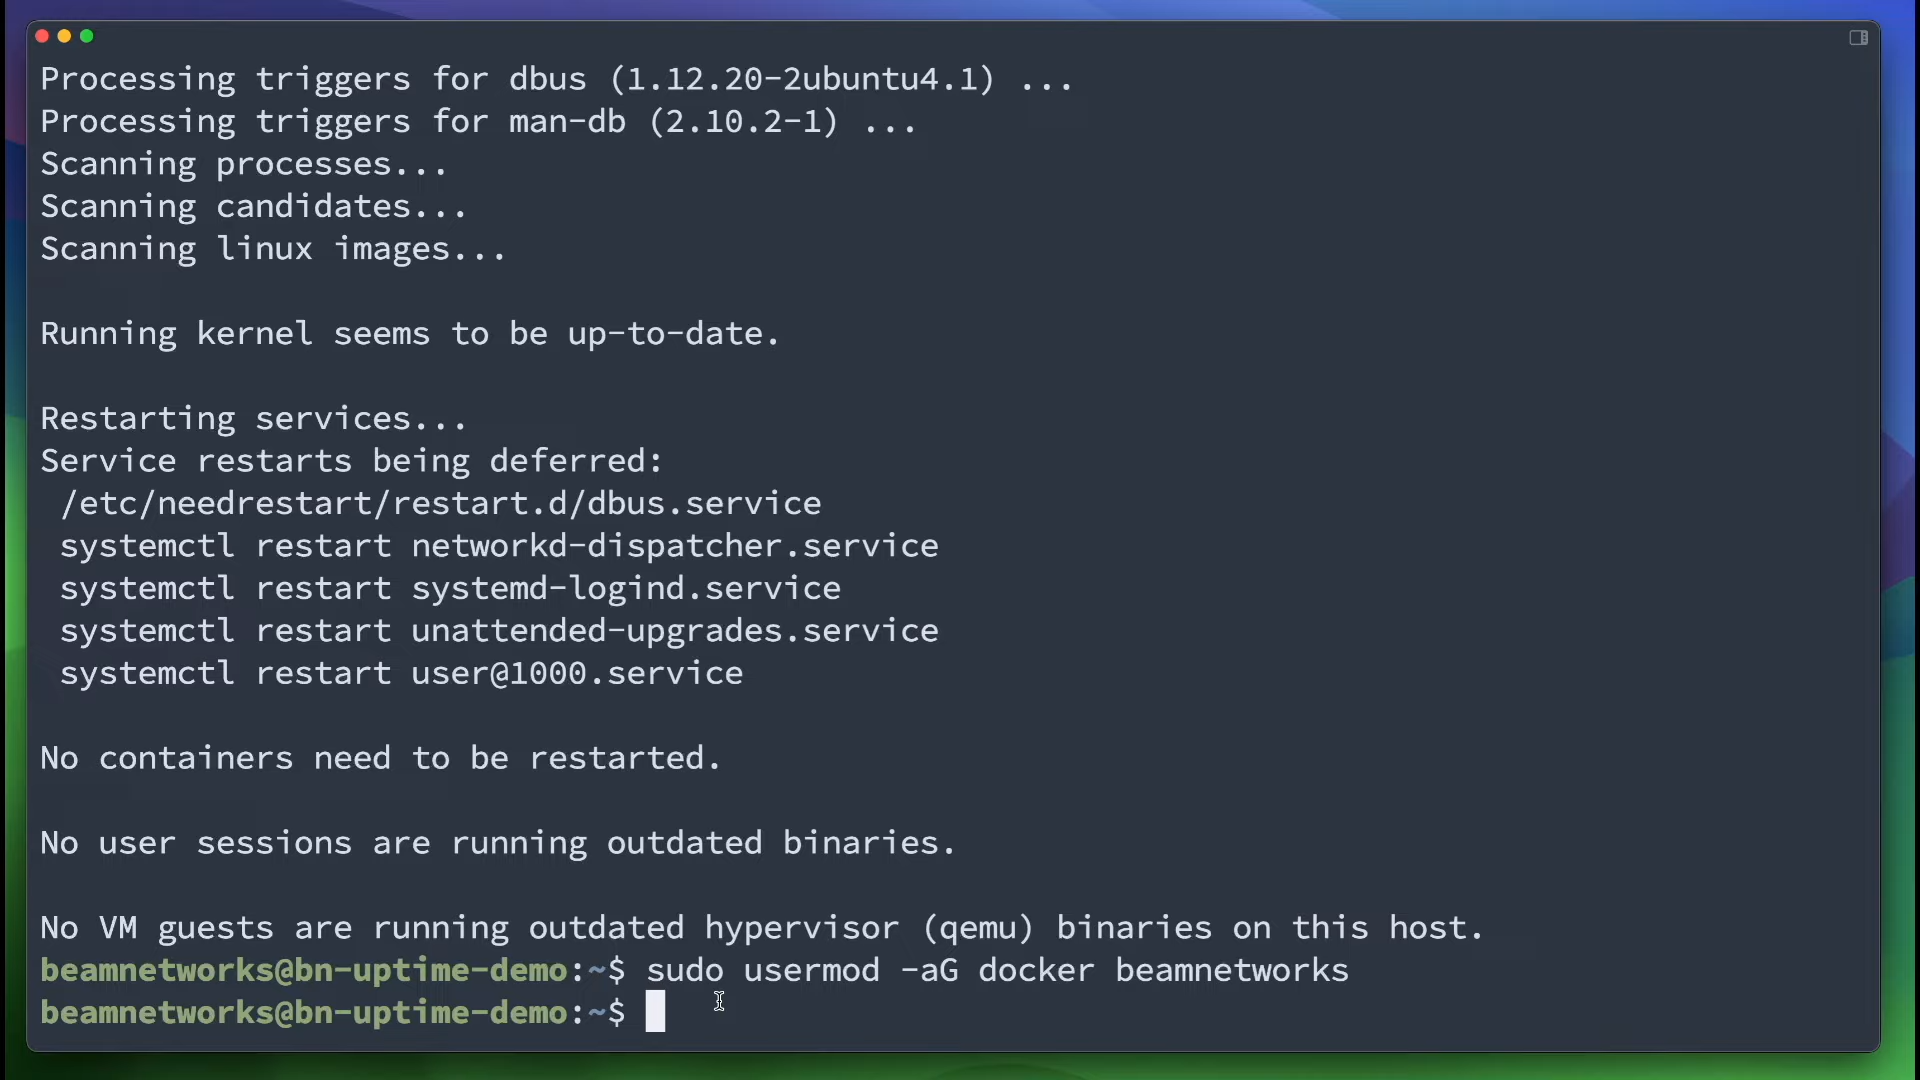 Processing triggers for dbus (1.12.20-2ubuntu4.1) ...
Processing triggers for man-db (2.10.2-1) ...
Scanning processes...
Scanning candidates...
Scanning linux images...
Running kernel seems to be up-to-date.
Restarting services...
Service restarts being deferred:
 /etc/needrestart/restart.d/dbus.service
 systemctl restart networkd-dispatcher.service
 systemctl restart systemd-logind.service
 systemctl restart unattended-upgrades.service
 systemctl restart user@1000.service
No containers need to be restarted.
No user sessions are running outdated binaries.
No VM guests are running outdated hypervisor (qemu) binaries on this host.
beamnetworks@bn-uptime-demo:~$ sudo usermod -aG docker beamnetworks
beamnetworks@bn-uptime-demo:~$